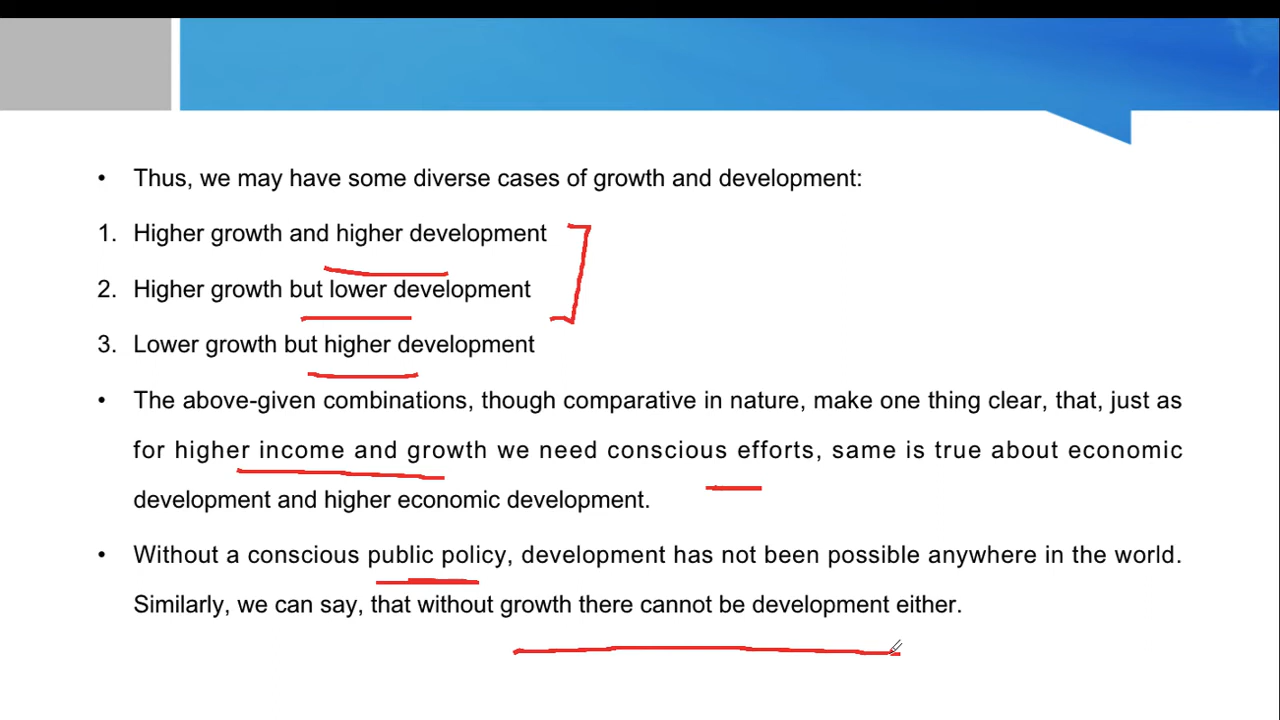 • Thus, we may have some diverse cases of growth and development:
1. Higher growth and higher development
2. Higher growth but lower development
3. Lower growth but higher development
• The above-given combinations, though comparative in nature, make one thing clear, that, just as
for higher income and growth we need conscious efforts, same is true about economic
development and higher economic development.
• Without a conscious public policy, development has not been possible anywhere in the world.
Similarly, we can say, that without growth there cannot be development either.